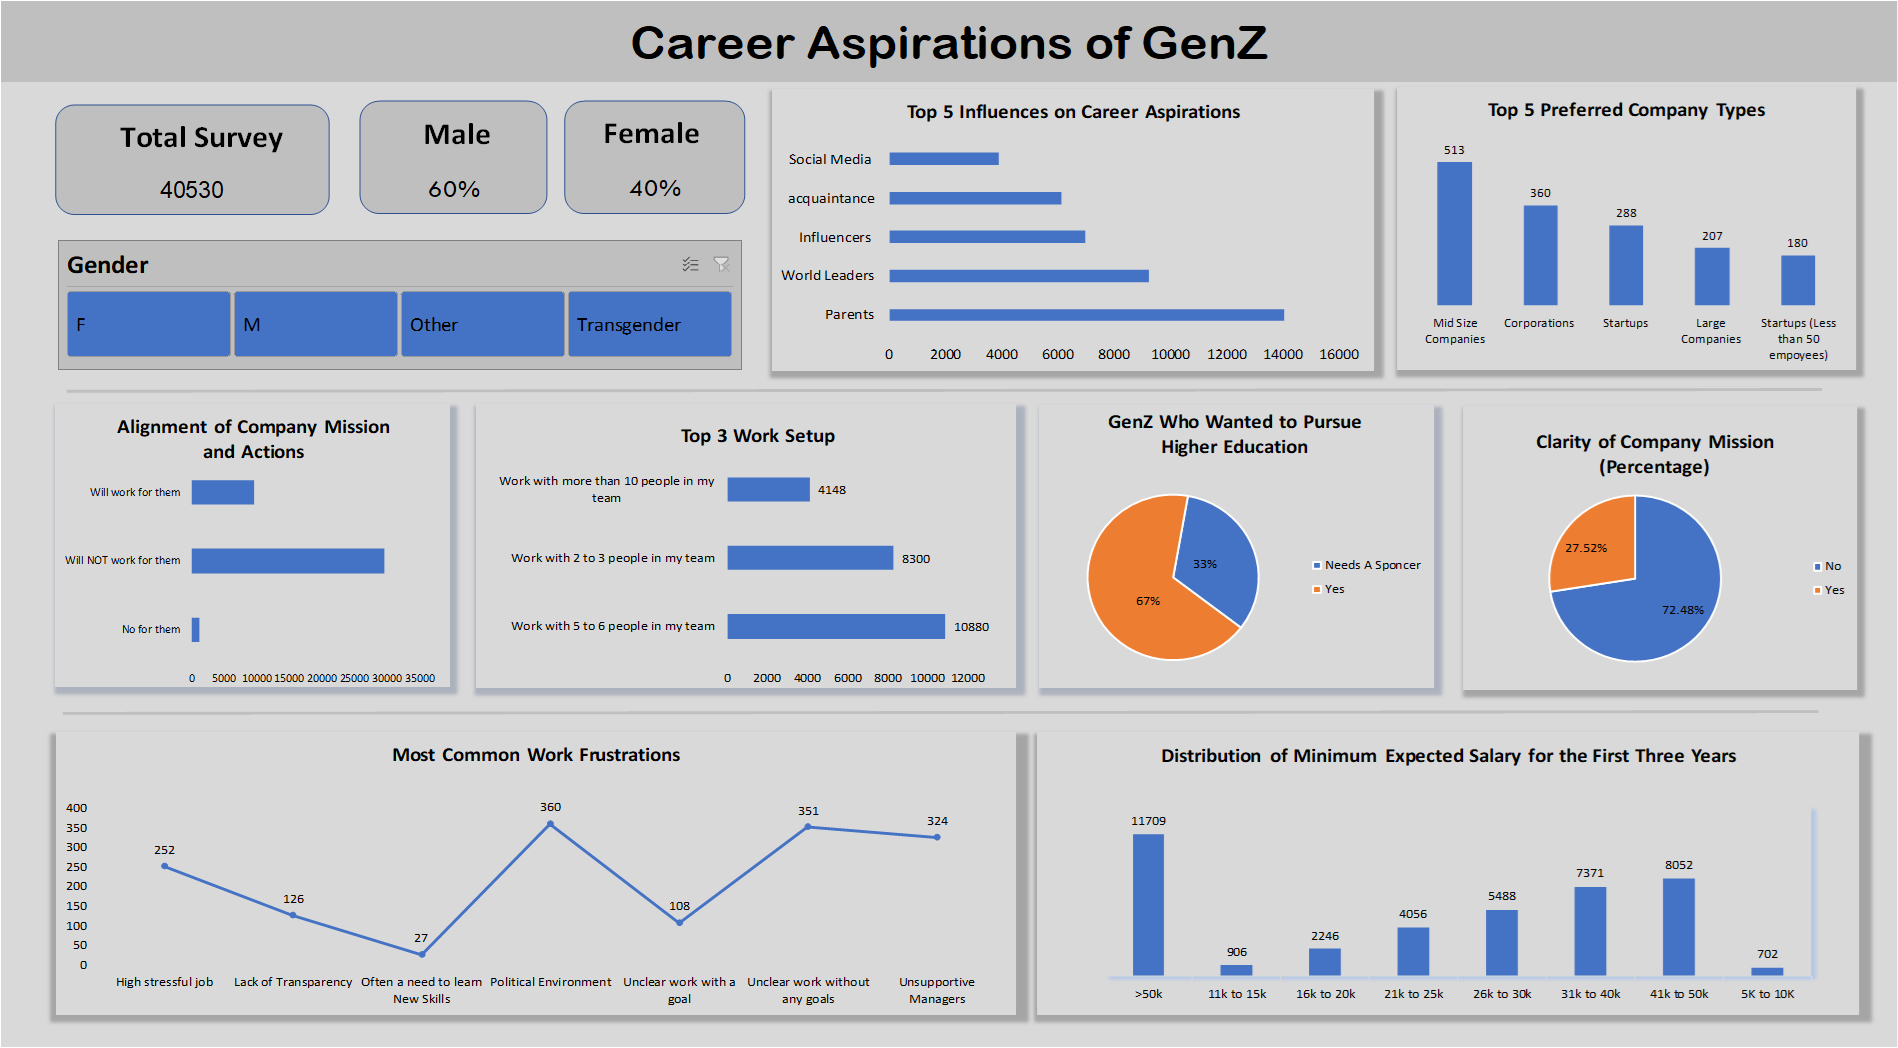 Career Aspirations of GenZ
Total Survey
40530
Male
60%
Female
40%
Gender
F
M
Other
Transgender
Top 5 Influences on Career Aspirations
Social Media
acquaintance
Influencers
World Leaders
Parents
0 2000 4000 6000 8000 10000 12000 14000 16000
Top 5 Preferred Company Types
513
360
288
207
180
Mid Size
Companies
Corporations
Startups
Large
Companies
Startups (Less
than 50
empoyees)
Alignment of Company Mission
and Actions
Will work for them
Will NOT work for them
No for them
0 5000 10000 15000 20000 25000 30000 35000
Top 3 Work Setup
Work with more than 10 people in my
team
4148
Work with 2 to 3 people in my team
8300
Work with 5 to 6 people in my team
10880
0 2000 4000 6000 8000 10000 12000
GenZ Who Wanted to Pursue
Higher Education
33%
67%
Needs A Sponcer
Yes
Clarity of Company Mission
(Percentage)
27.52%
72.48%
No
Yes
Most Common Work Frustrations
400
350
300
250
200
150
100
50
0
252
126
27
360
108
351
324
High stressful job
Lack of Transparency
Often a need to learn
New Skills
Political Environment
Unclear work with a
goal
Unclear work without
any goals
Unsupportive
Managers
Distribution of Minimum Expected Salary for the First Three Years
11709
906
2246
4056
5488
7371
8052
702
>50k
11k to 15k
16k to 20k
21k to 25k
26k to 30k
31k to 40k
41k to 50k
5K to 10K